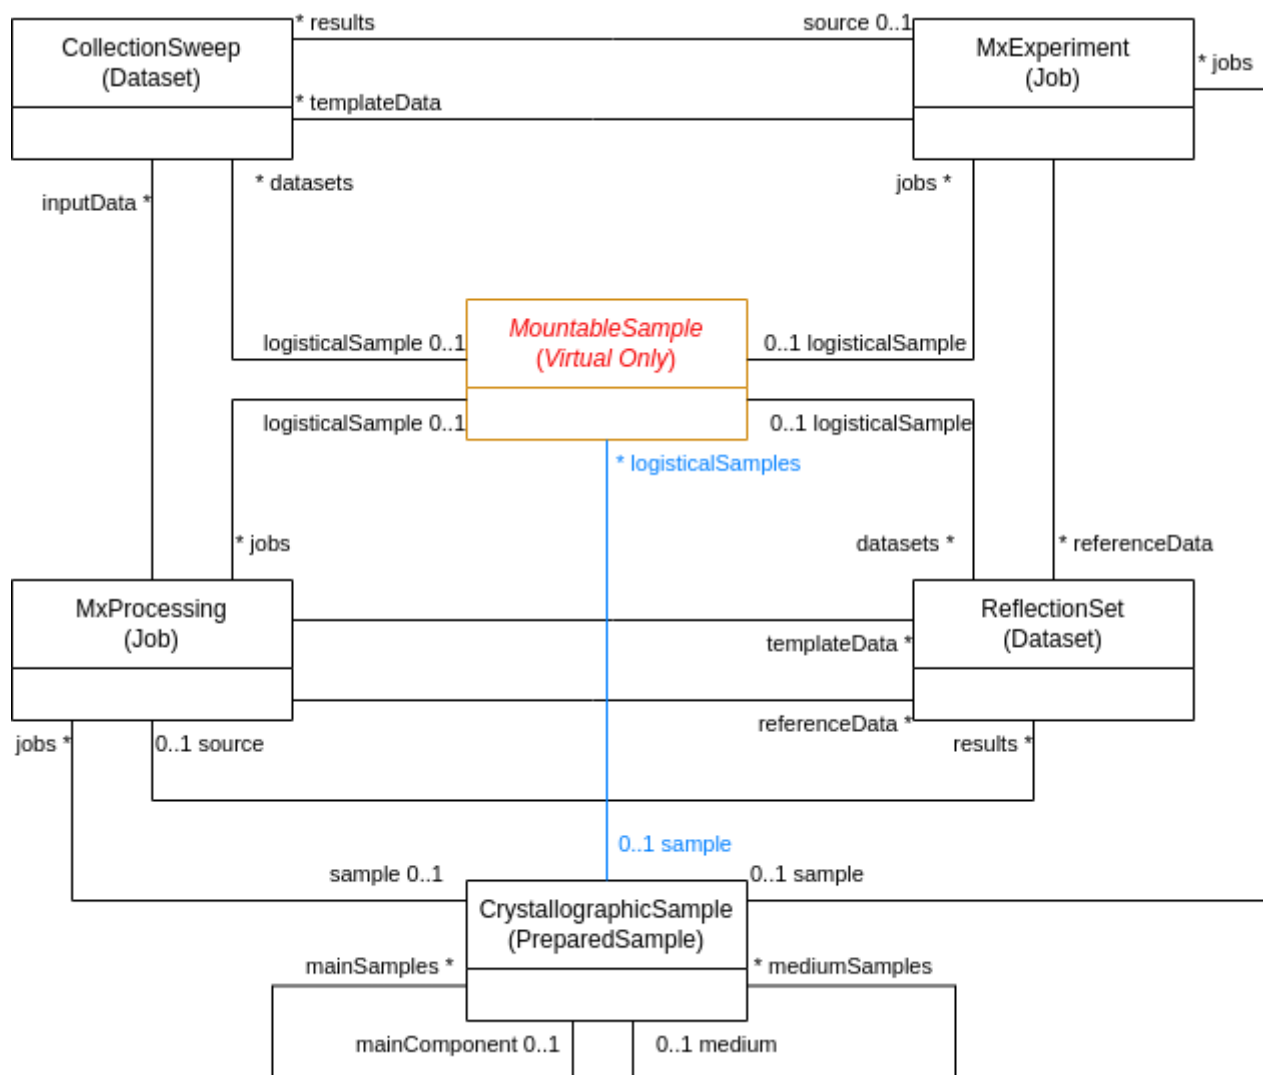 * results
source 0..1
CollectionSweep
(Dataset)
MxExperiment
(Job)
* jobs
* templateData
* datasets
jobs *
inputData *
MountableSample
(Virtual Only)
logisticalSample 0..1
0..1 logisticalSample
logisticalSample 0..1
0..1 logisticalSample
* logisticalSamples
* jobs
datasets *
* referenceData
MxProcessing
(Job)
ReflectionSet
(Dataset)
templateData *
referenceData *
jobs *
0..1 source
results *
0..1 sample
sample 0..1
0..1 sample
CrystallographicSample
(PreparedSample)
mainSamples *
* mediumSamples
mainComponent 0..1
0..1 medium